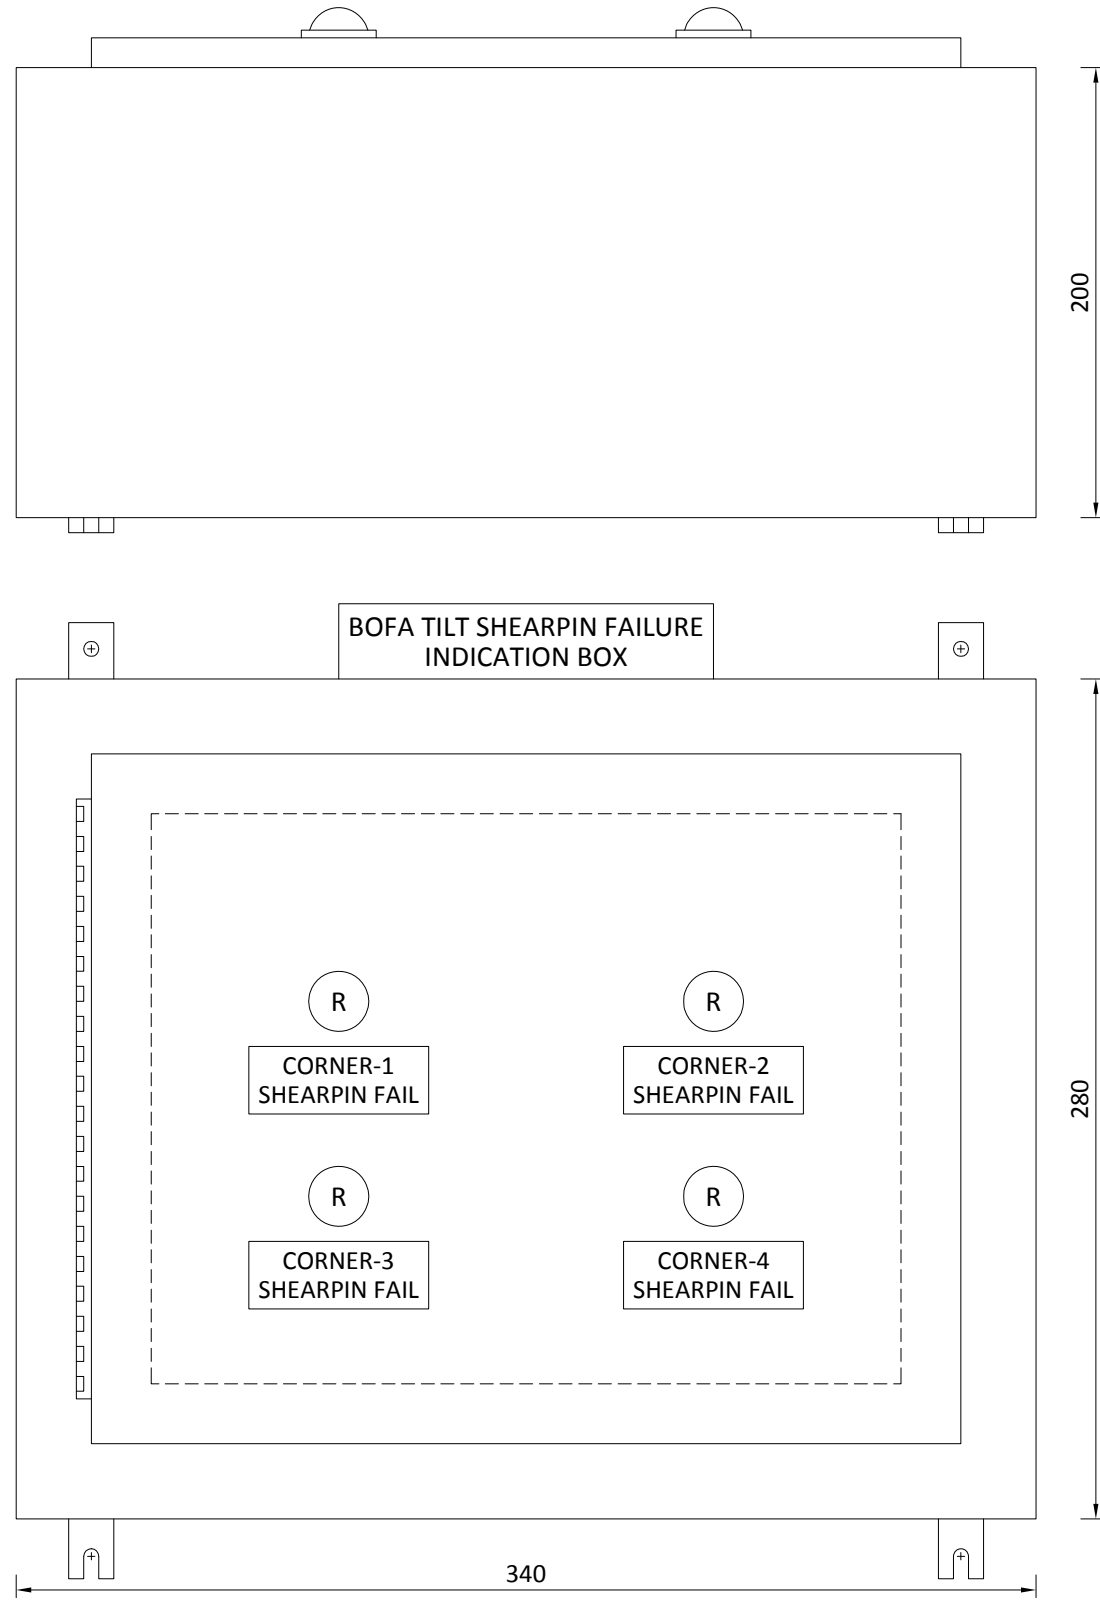 200
BOFA TILT SHEARPIN FAILURE
INDICATION BOX
R
R
CORNER-1
SHEARPIN FAIL
CORNER-2
SHEARPIN FAIL
280
R
R
CORNER-3
SHEARPIN FAIL
CORNER-4
SHEARPIN FAIL
340